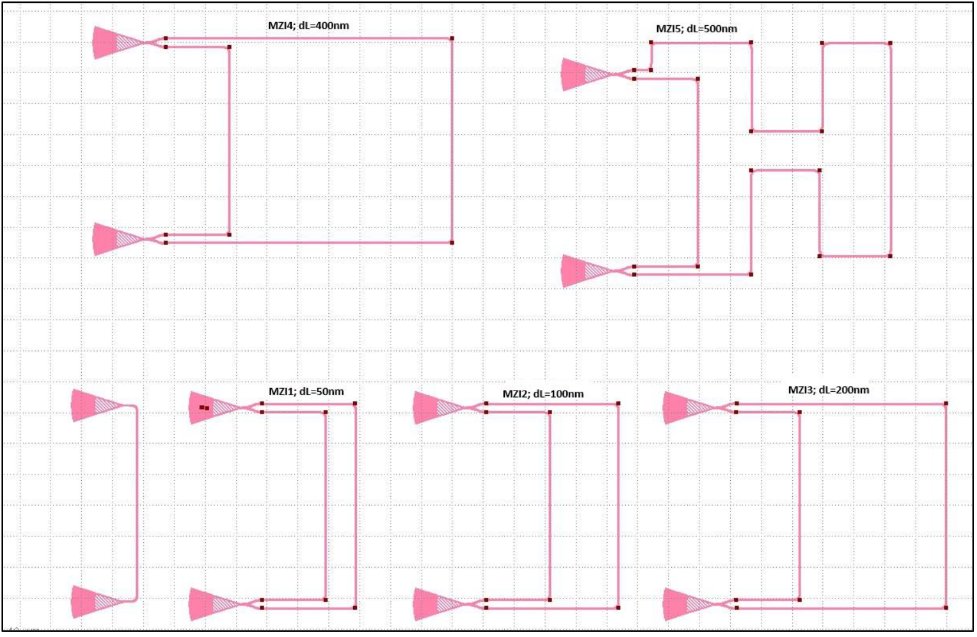 MZI4; dL=400nm
MZI5; dL=500nm
MZI1; dL=50nm
MZI2; dL=100nm
MZI3; dL=200nm